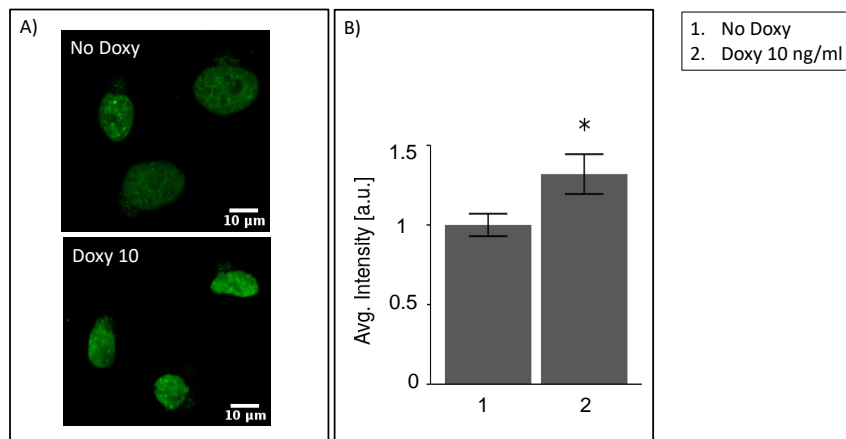 A)
No Doxy
10 µm
Doxy 10
10 µm
B)
*
Avg. Intensity [a.u.]
1.5
1
0.5
0
1
2
1. No Doxy
2. Doxy 10 ng/ml